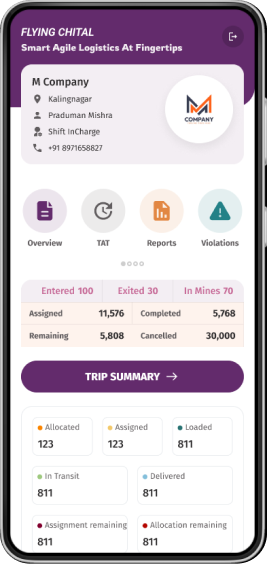 FLYING CHITAL
Smart Agile Logistics At Fingertips
M Company
Kalingnagar
Praduman Mishra
Shift InCharge
+91 8971658827
COMPANY
Overview TAT Reports Violations
Entered 100 Exited 30 In Mines 70
Assigned 11,576 Completed 5,768
Remaining 5,808 Cancelled 30,000
TRIP SUMMARY
Allocated Assigned Loaded
123 123 811
In Transit Delivered
811 811
Assignment remaining Allocation remaining
811 811